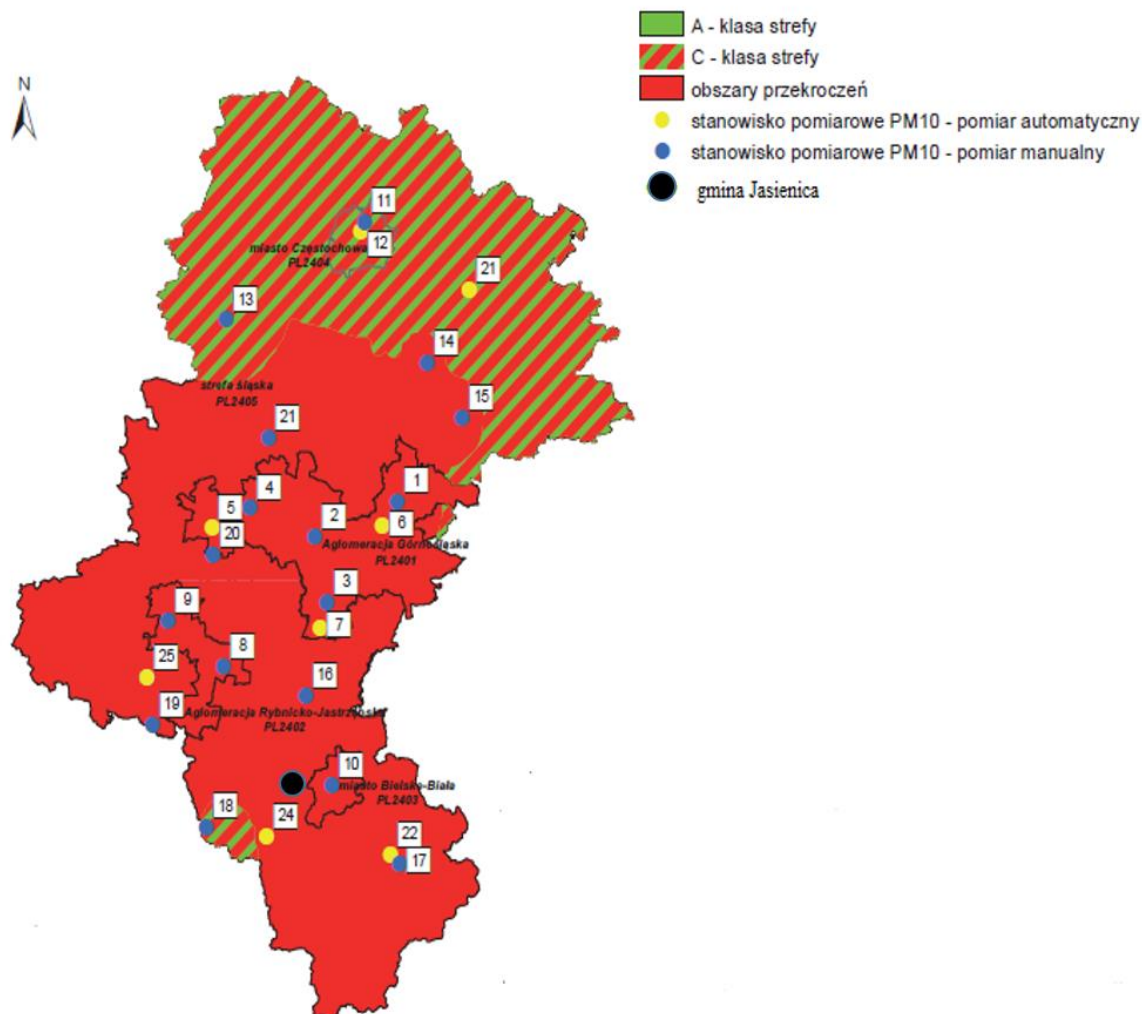 A - klasa strefy
C - klasa strefy
obszary przekroczeń
stanowisko pomiarowe PM10 - pomiar automatyczny
stanowisko pomiarowe PM10 - pomiar manualny
gmina Jasienica
N
11
miasto Częstochowa
12
PL2404
21
13
14
strefa śląska
PL2405
15
21
1
4
5
2
6
20
Aglomeracja Górnośląska
PL2401
3
9
7
8
25
16
19
Aglomeracja Rybnicko-Jastrzębska
PL2402
10
miasto Bielsko-Biała
PL2403
18
24
22
17